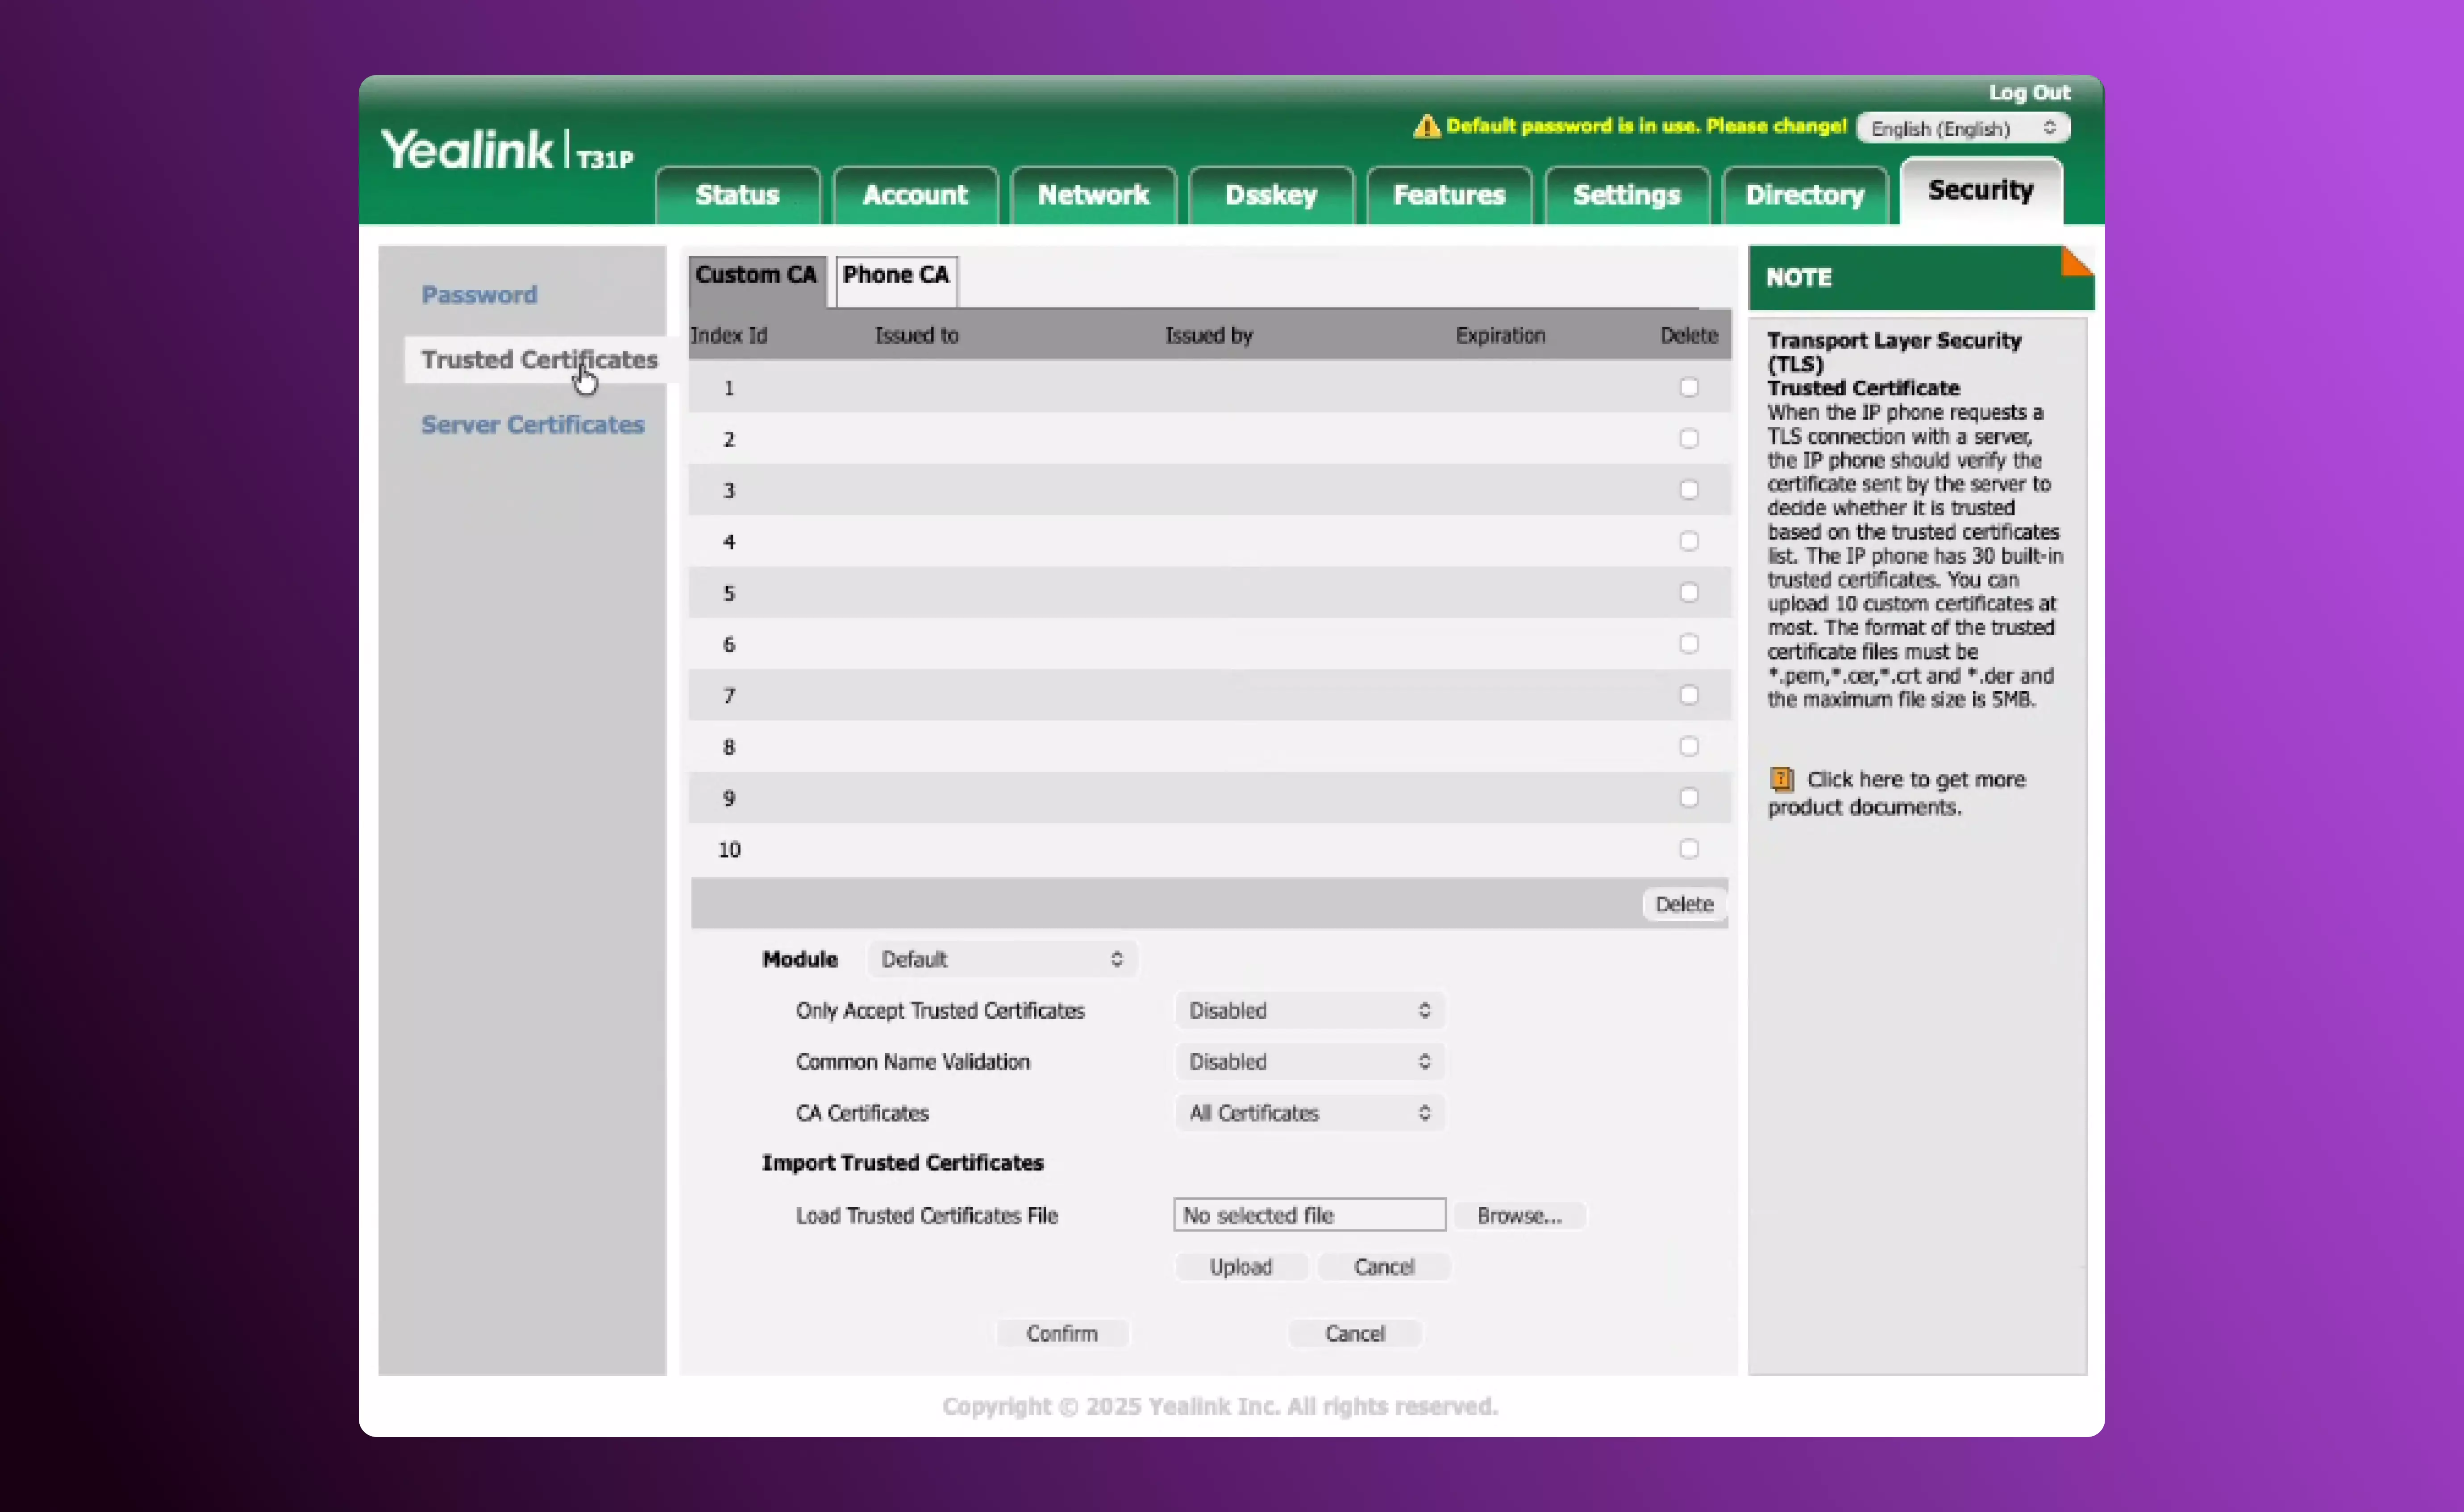 Log Out
Default password is in use. Please change!
English (English)
Yealink | T31P
Status
Account
Network
Dsskey
Features
Settings
Directory
Security
Password
Trusted Certificates
Server Certificates
Custom CA
Phone CA
Index Id Issued to Issued by Expiration Delete
1
2
3
4
5
6
7
8
9
10
Delete
Module Default
Only Accept Trusted Certificates Disabled
Common Name Validation Disabled
CA Certificates All Certificates
Import Trusted Certificates
Load Trusted Certificates File No selected file Browse...
Upload Cancel
Confirm Cancel
NOTE
Transport Layer Security
(TLS)
Trusted Certificate
When the IP phone requests a
TLS connection with a server,
the IP phone should verify the
certificate sent by the server to
decide whether it is trusted
based on the trusted certificates
list. The IP phone has 30 built-in
trusted certificates. You can
upload 10 custom certificates at
most. The format of the trusted
certificate files must be
*.pem,*.cer,*.crt and *.der and
the maximum file size is 5MB.
? Click here to get more
product documents.
Copyright © 2025 Yealink Inc. All rights reserved.